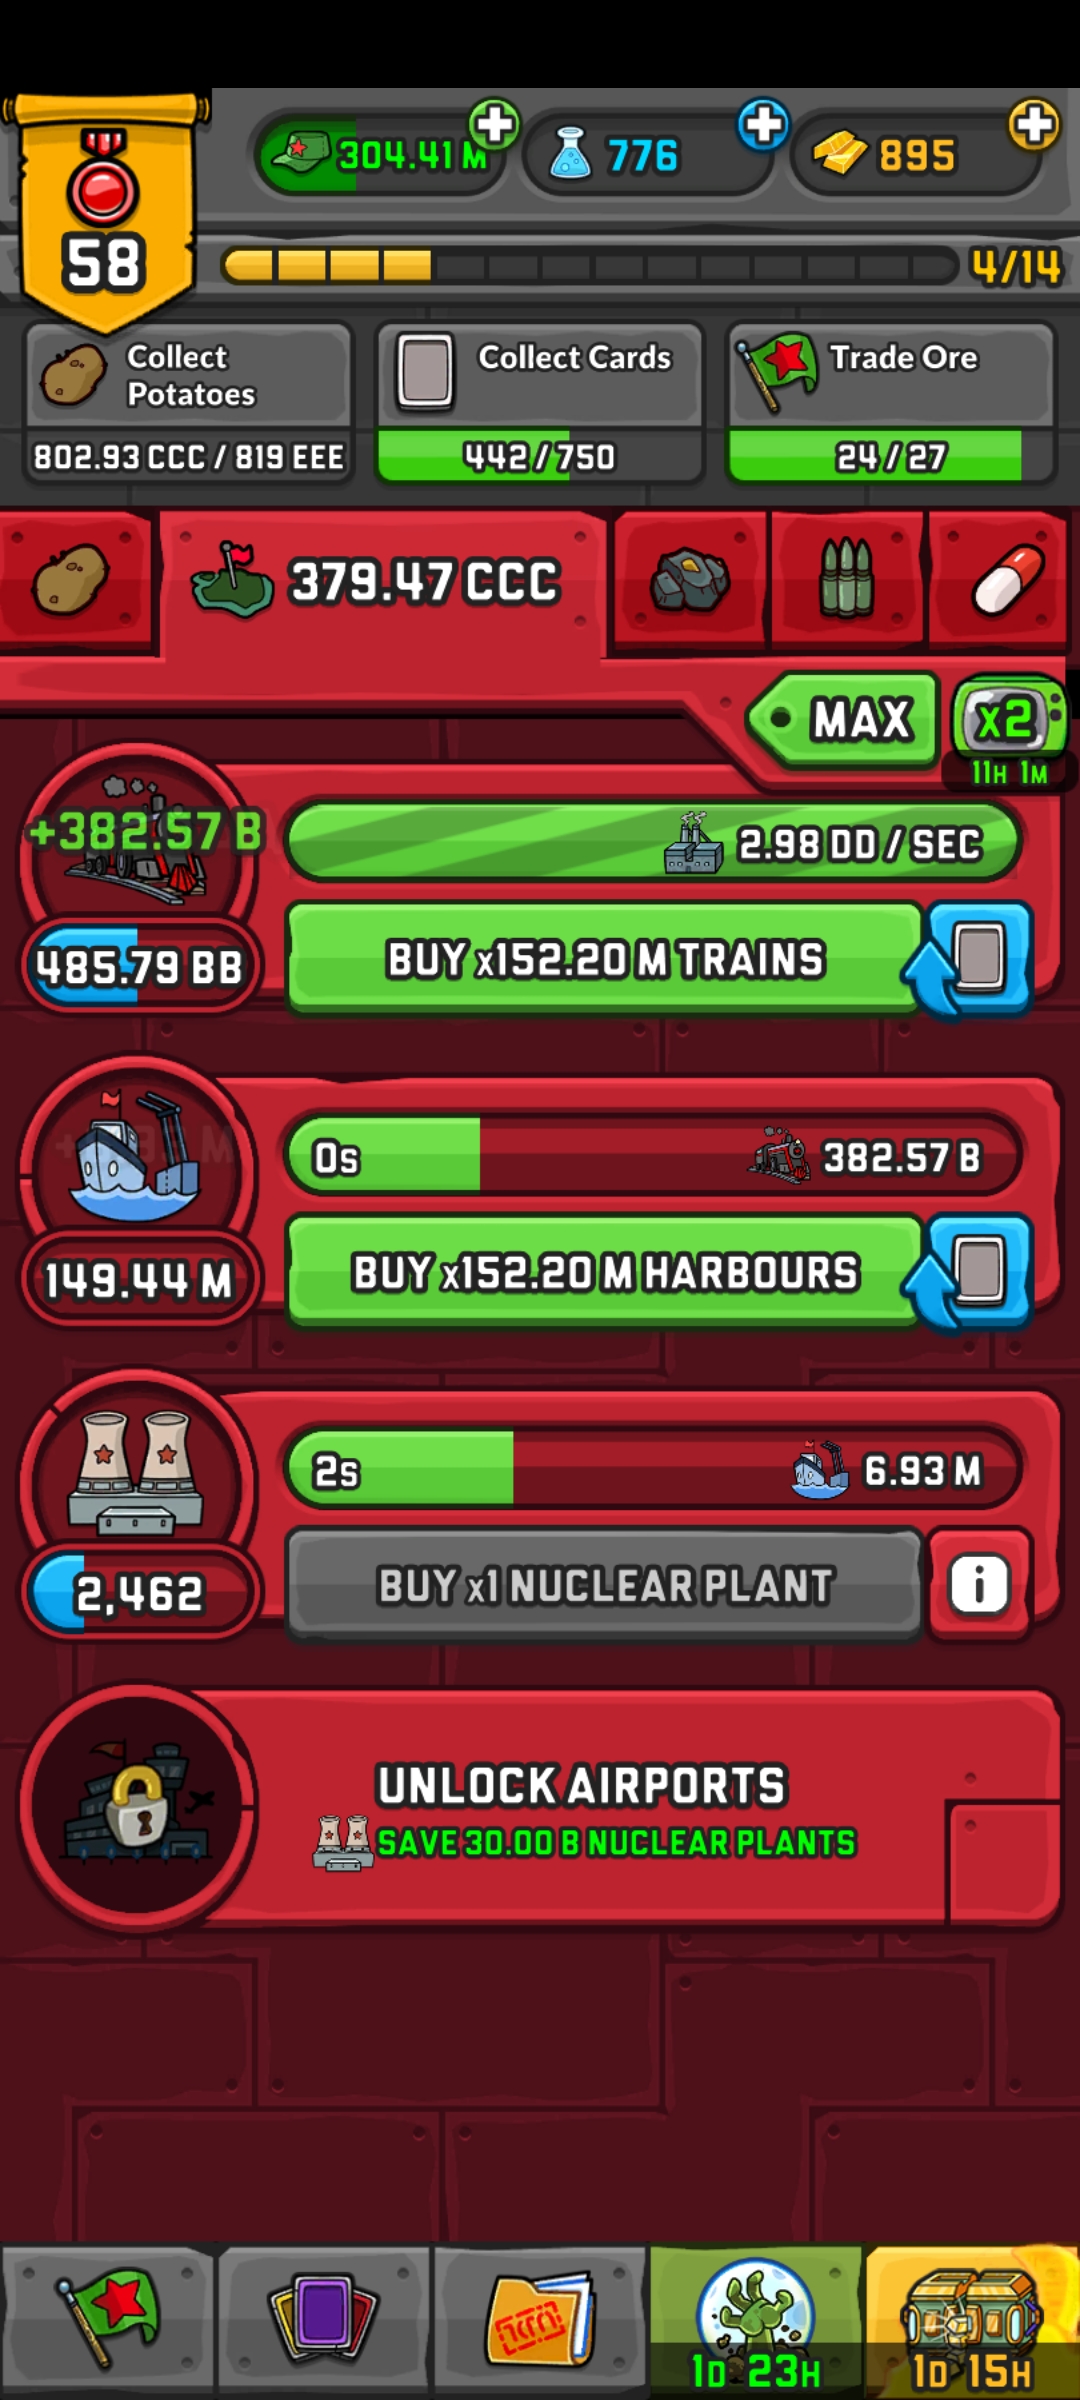 58
304.41 M
776
895
4/14
Collect
Potatoes
802.93 CCC / 819 EEE
Collect Cards
442/750
Trade Ore
24/27
379.47 CCC
MAX
x2
11H 1M
+382.57 B
2.98 DD / SEC
485.79 BB
BUY x152.20 M TRAINS
0s
382.57 B
149.44 M
BUY x152.20 M HARBOURS
2s
6.93 M
2,462
BUY x1 NUCLEAR PLANT
i
UNLOCK AIRPORTS
SAVE 30.00 B NUCLEAR PLANTS
1D 23H
1D 15H